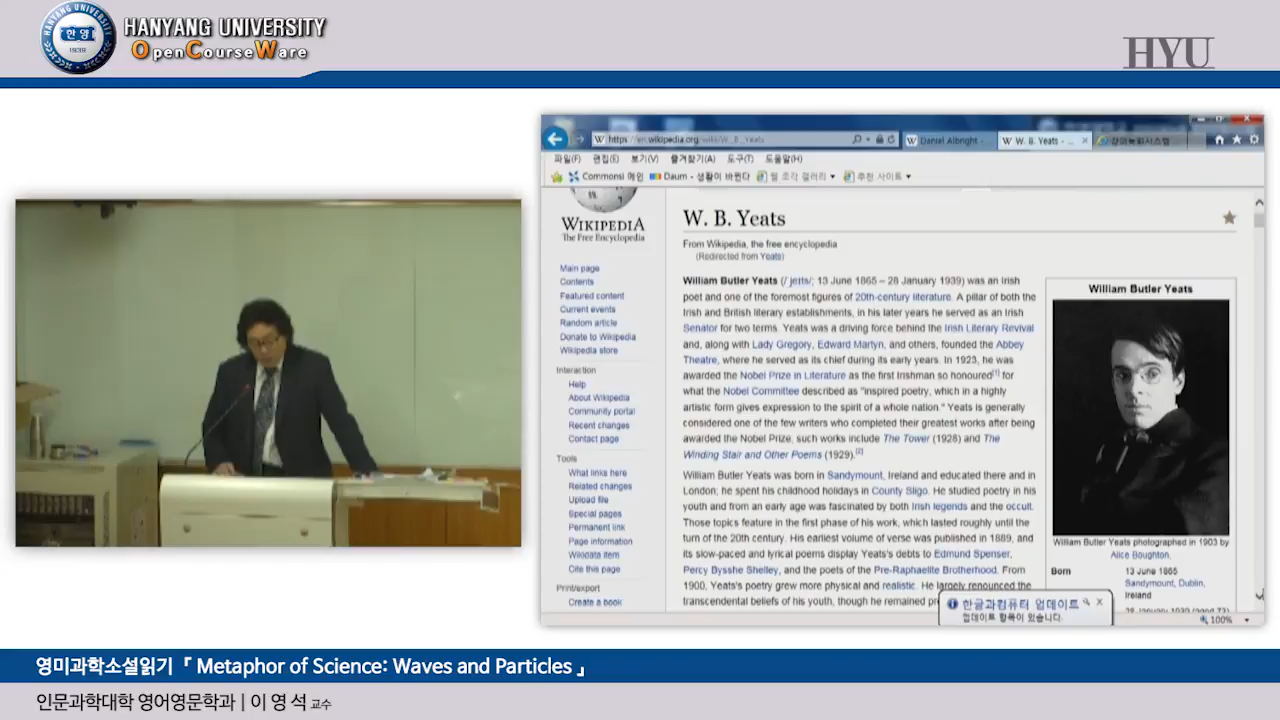 HANYANG UNIVERSITY
OpenCourseWare
한양
1939
HYU
https://en.wikipedia.org/wiki/W._B._Yeats
Daniel Albright
W. B. Yeats - ...
강의녹화시스템
파일(F) 편집(E) 보기(V) 즐겨찾기(A) 도구(T) 도움말(H)
Commonsi 메인 Daum - 생활이 바뀐다 웹 조각 갤러리 추천 사이트
WIKIPEDIA
The Free Encyclopedia
Main page
Contents
Featured content
Current events
Random article
Donate to Wikipedia
Wikipedia store
Interaction
Help
About Wikipedia
Community portal
Recent changes
Contact page
Tools
What links here
Related changes
Upload file
Special pages
Permanent link
Page information
Wikidata item
Cite this page
Print/export
Create a book
W. B. Yeats
From Wikipedia, the free encyclopedia
(Redirected from Yeats)
William Butler Yeats (/ˈjeɪts/; 13 June 1865 – 28 January 1939) was an Irish
poet and one of the foremost figures of 20th-century literature. A pillar of both the
Irish and British literary establishments, in his later years he served as an Irish
Senator for two terms. Yeats was a driving force behind the Irish Literary Revival
and, along with Lady Gregory, Edward Martyn, and others, founded the Abbey
Theatre, where he served as its chief during its early years. In 1923, he was
awarded the Nobel Prize in Literature as the first Irishman so honoured[1] for
what the Nobel Committee described as "inspired poetry, which in a highly
artistic form gives expression to the spirit of a whole nation." Yeats is generally
considered one of the few writers who completed their greatest works after being
awarded the Nobel Prize; such works include The Tower (1928) and The
Winding Stair and Other Poems (1929).[2]
William Butler Yeats was born in Sandymount, Ireland and educated there and in
London; he spent his childhood holidays in County Sligo. He studied poetry in his
youth and from an early age was fascinated by both Irish legends and the occult.
Those topics feature in the first phase of his work, which lasted roughly until the
turn of the 20th century. His earliest volume of verse was published in 1889, and
its slow-paced and lyrical poems display Yeats's debts to Edmund Spenser,
Percy Bysshe Shelley, and the poets of the Pre-Raphaelite Brotherhood. From
1900, Yeats's poetry grew more physical and realistic. He largely renounced the
transcendental beliefs of his youth, though he remained
William Butler Yeats
William Butler Yeats photographed in 1903 by
Alice Boughton.
Born 13 June 1865
Sandymount, Dublin,
Ireland
28 January 1939 (aged 73)
한글과컴퓨터 업데이트
업데이트 항목이 있습니다.
100%
영미과학소설읽기『 Metaphor of Science: Waves and Particles 』
인문과학대학 영어영문학과 | 이 영 석 교수